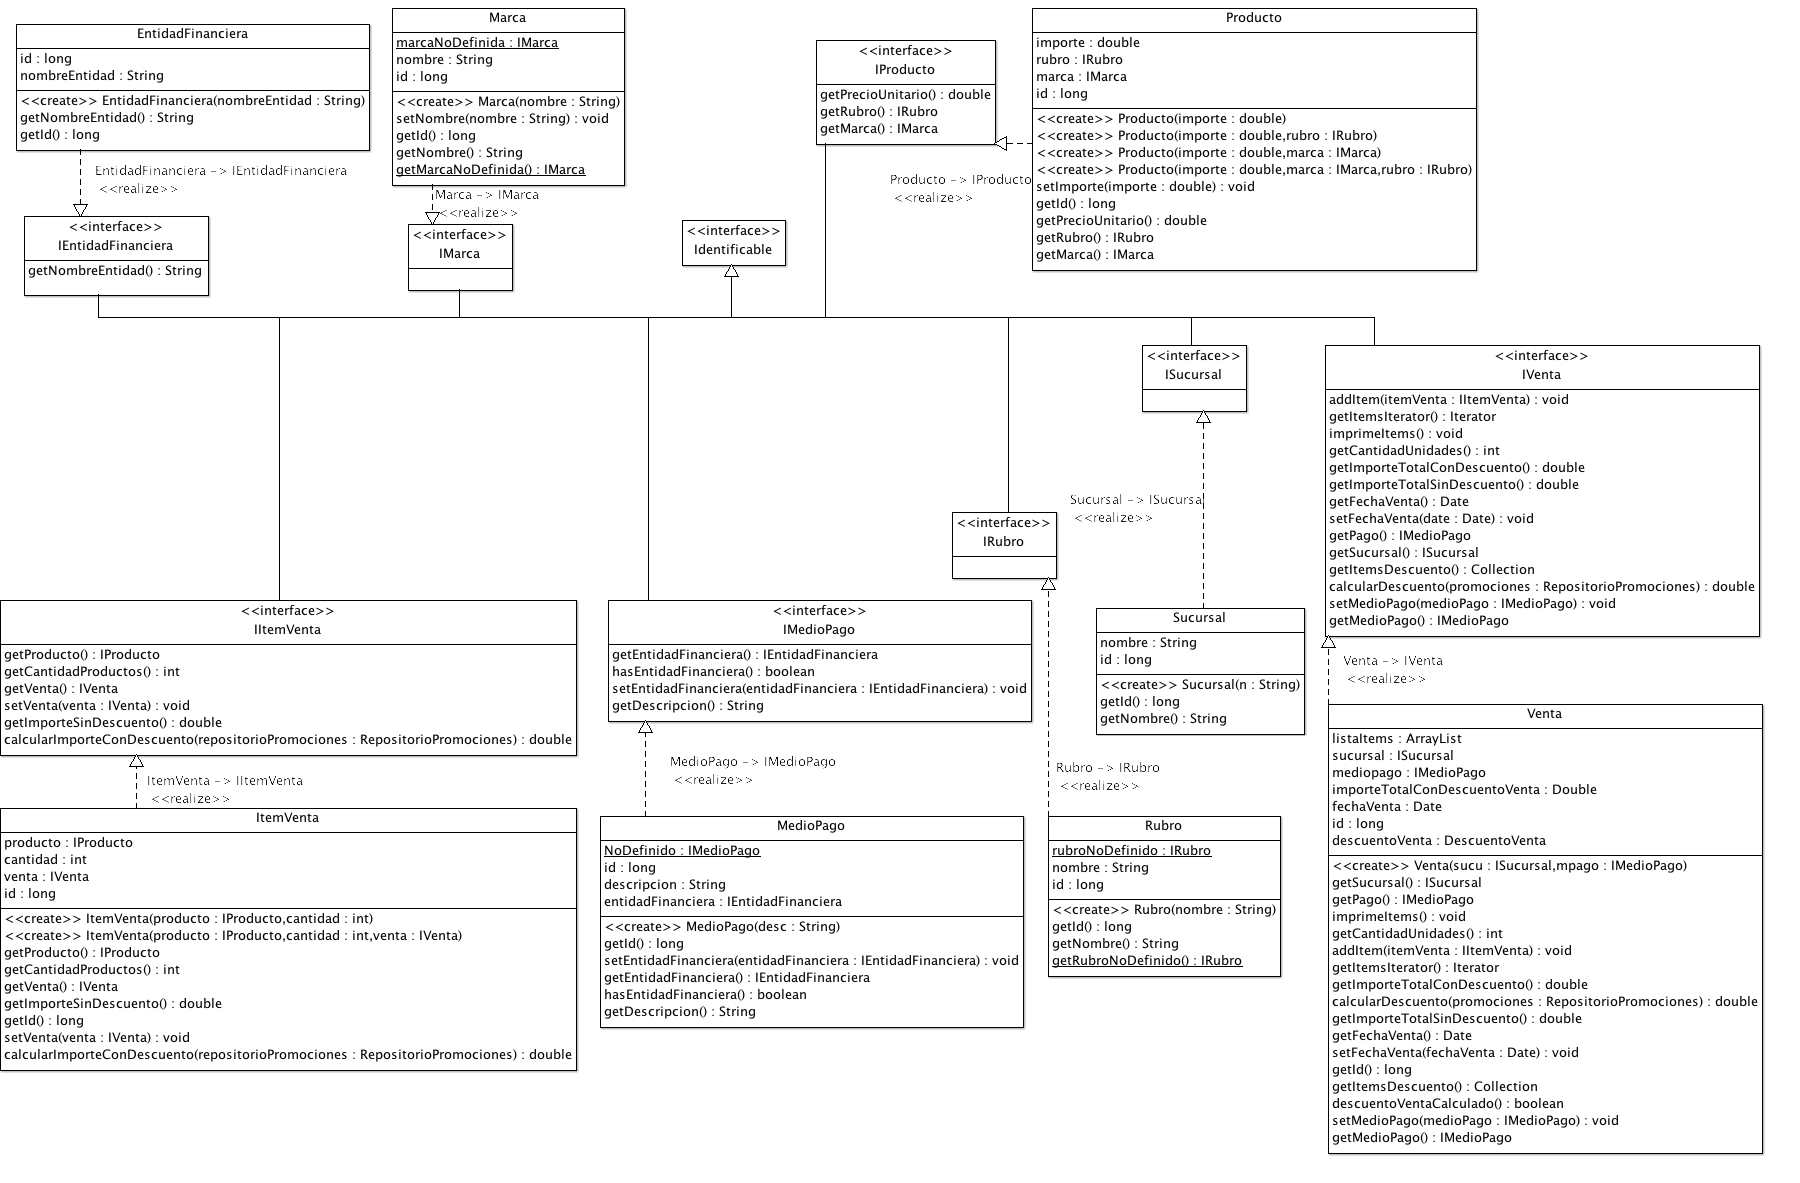 EntidadFinanciera
id : long
nombreEntidad : String
<<create>> EntidadFinanciera(nombreEntidad : String)
getNombreEntidad() : String
getId() : long
EntidadFinanciera -> IEntidadFinanciera
<<realize>>
<<interface>>
IEntidadFinanciera
getNombreEntidad() : String
Marca
marcaNoDefinida : IMarca
nombre : String
id : long
<<create>> Marca(nombre : String)
setNombre(nombre : String) : void
getId() : long
getNombre() : String
getMarcaNoDefinida() : IMarca
Marca -> IMarca
<<realize>>
<<interface>>
IMarca
<<interface>>
Identificable
<<interface>>
IProducto
getPrecioUnitario() : double
getRubro() : IRubro
getMarca() : IMarca
Producto -> IProducto
<<realize>>
Producto
importe : double
rubro : IRubro
marca : IMarca
id : long
<<create>> Producto(importe : double)
<<create>> Producto(importe : double,rubro : IRubro)
<<create>> Producto(importe : double,marca : IMarca)
<<create>> Producto(importe : double,marca : IMarca,rubro : IRubro)
setImporte(importe : double) : void
getId() : long
getPrecioUnitario() : double
getRubro() : IRubro
getMarca() : IMarca
<<interface>>
ISucursal
Sucursal -> ISucursal
<<realize>>
<<interface>>
IVenta
addItem(itemVenta : IItemVenta) : void
getItemsIterator() : Iterator
imprimeItems() : void
getCantidadUnidades() : int
getImporteTotalConDescuento() : double
getImporteTotalSinDescuento() : double
getFechaVenta() : Date
setFechaVenta(date : Date) : void
getPago() : IMedioPago
getSucursal() : ISucursal
getItemsDescuento() : Collection
calcularDescuento(promociones : RepositorioPromociones) : double
setMedioPago(medioPago : IMedioPago) : void
getMedioPago() : IMedioPago
<<interface>>
IRubro
<<interface>>
IItemVenta
getProducto() : IProducto
getCantidadProductos() : int
getVenta() : IVenta
setVenta(venta : IVenta) : void
getImporteSinDescuento() : double
calcularImporteConDescuento(repositorioPromociones : RepositorioPromociones) : double
ItemVenta -> IItemVenta
<<realize>>
<<interface>>
IMedioPago
getEntidadFinanciera() : IEntidadFinanciera
hasEntidadFinanciera() : boolean
setEntidadFinanciera(entidadFinanciera : IEntidadFinanciera) : void
getDescripcion() : String
MedioPago -> IMedioPago
<<realize>>
Sucursal
nombre : String
id : long
<<create>> Sucursal(n : String)
getId() : long
getNombre() : String
Rubro -> IRubro
<<realize>>
Venta -> IVenta
<<realize>>
ItemVenta
producto : IProducto
cantidad : int
venta : IVenta
id : long
<<create>> ItemVenta(producto : IProducto,cantidad : int)
<<create>> ItemVenta(producto : IProducto,cantidad : int,venta : IVenta)
getProducto() : IProducto
getCantidadProductos() : int
getVenta() : IVenta
getImporteSinDescuento() : double
getId() : long
setVenta(venta : IVenta) : void
calcularImporteConDescuento(repositorioPromociones : RepositorioPromociones) : double
MedioPago
NoDefinido : IMedioPago
id : long
descripcion : String
entidadFinanciera : IEntidadFinanciera
<<create>> MedioPago(desc : String)
getId() : long
setEntidadFinanciera(entidadFinanciera : IEntidadFinanciera) : void
getEntidadFinanciera() : IEntidadFinanciera
hasEntidadFinanciera() : boolean
getDescripcion() : String
Rubro
rubroNoDefinido : IRubro
nombre : String
id : long
<<create>> Rubro(nombre : String)
getId() : long
getNombre() : String
getRubroNoDefinido() : IRubro
Venta
listaItems : ArrayList
sucursal : ISucursal
mediopago : IMedioPago
importeTotalConDescuentoVenta : Double
fechaVenta : Date
id : long
descuentoVenta : DescuentoVenta
<<create>> Venta(sucu : ISucursal,mpago : IMedioPago)
getSucursal() : ISucursal
getPago() : IMedioPago
imprimeItems() : void
getCantidadUnidades() : int
addItem(itemVenta : IItemVenta) : void
getItemsIterator() : Iterator
getImporteTotalConDescuento() : double
calcularDescuento(promociones : RepositorioPromociones) : double
getImporteTotalSinDescuento() : double
getFechaVenta() : Date
setFechaVenta(fechaVenta : Date) : void
getId() : long
getItemsDescuento() : Collection
descuentoVentaCalculado() : boolean
setMedioPago(medioPago : IMedioPago) : void
getMedioPago() : IMedioPago